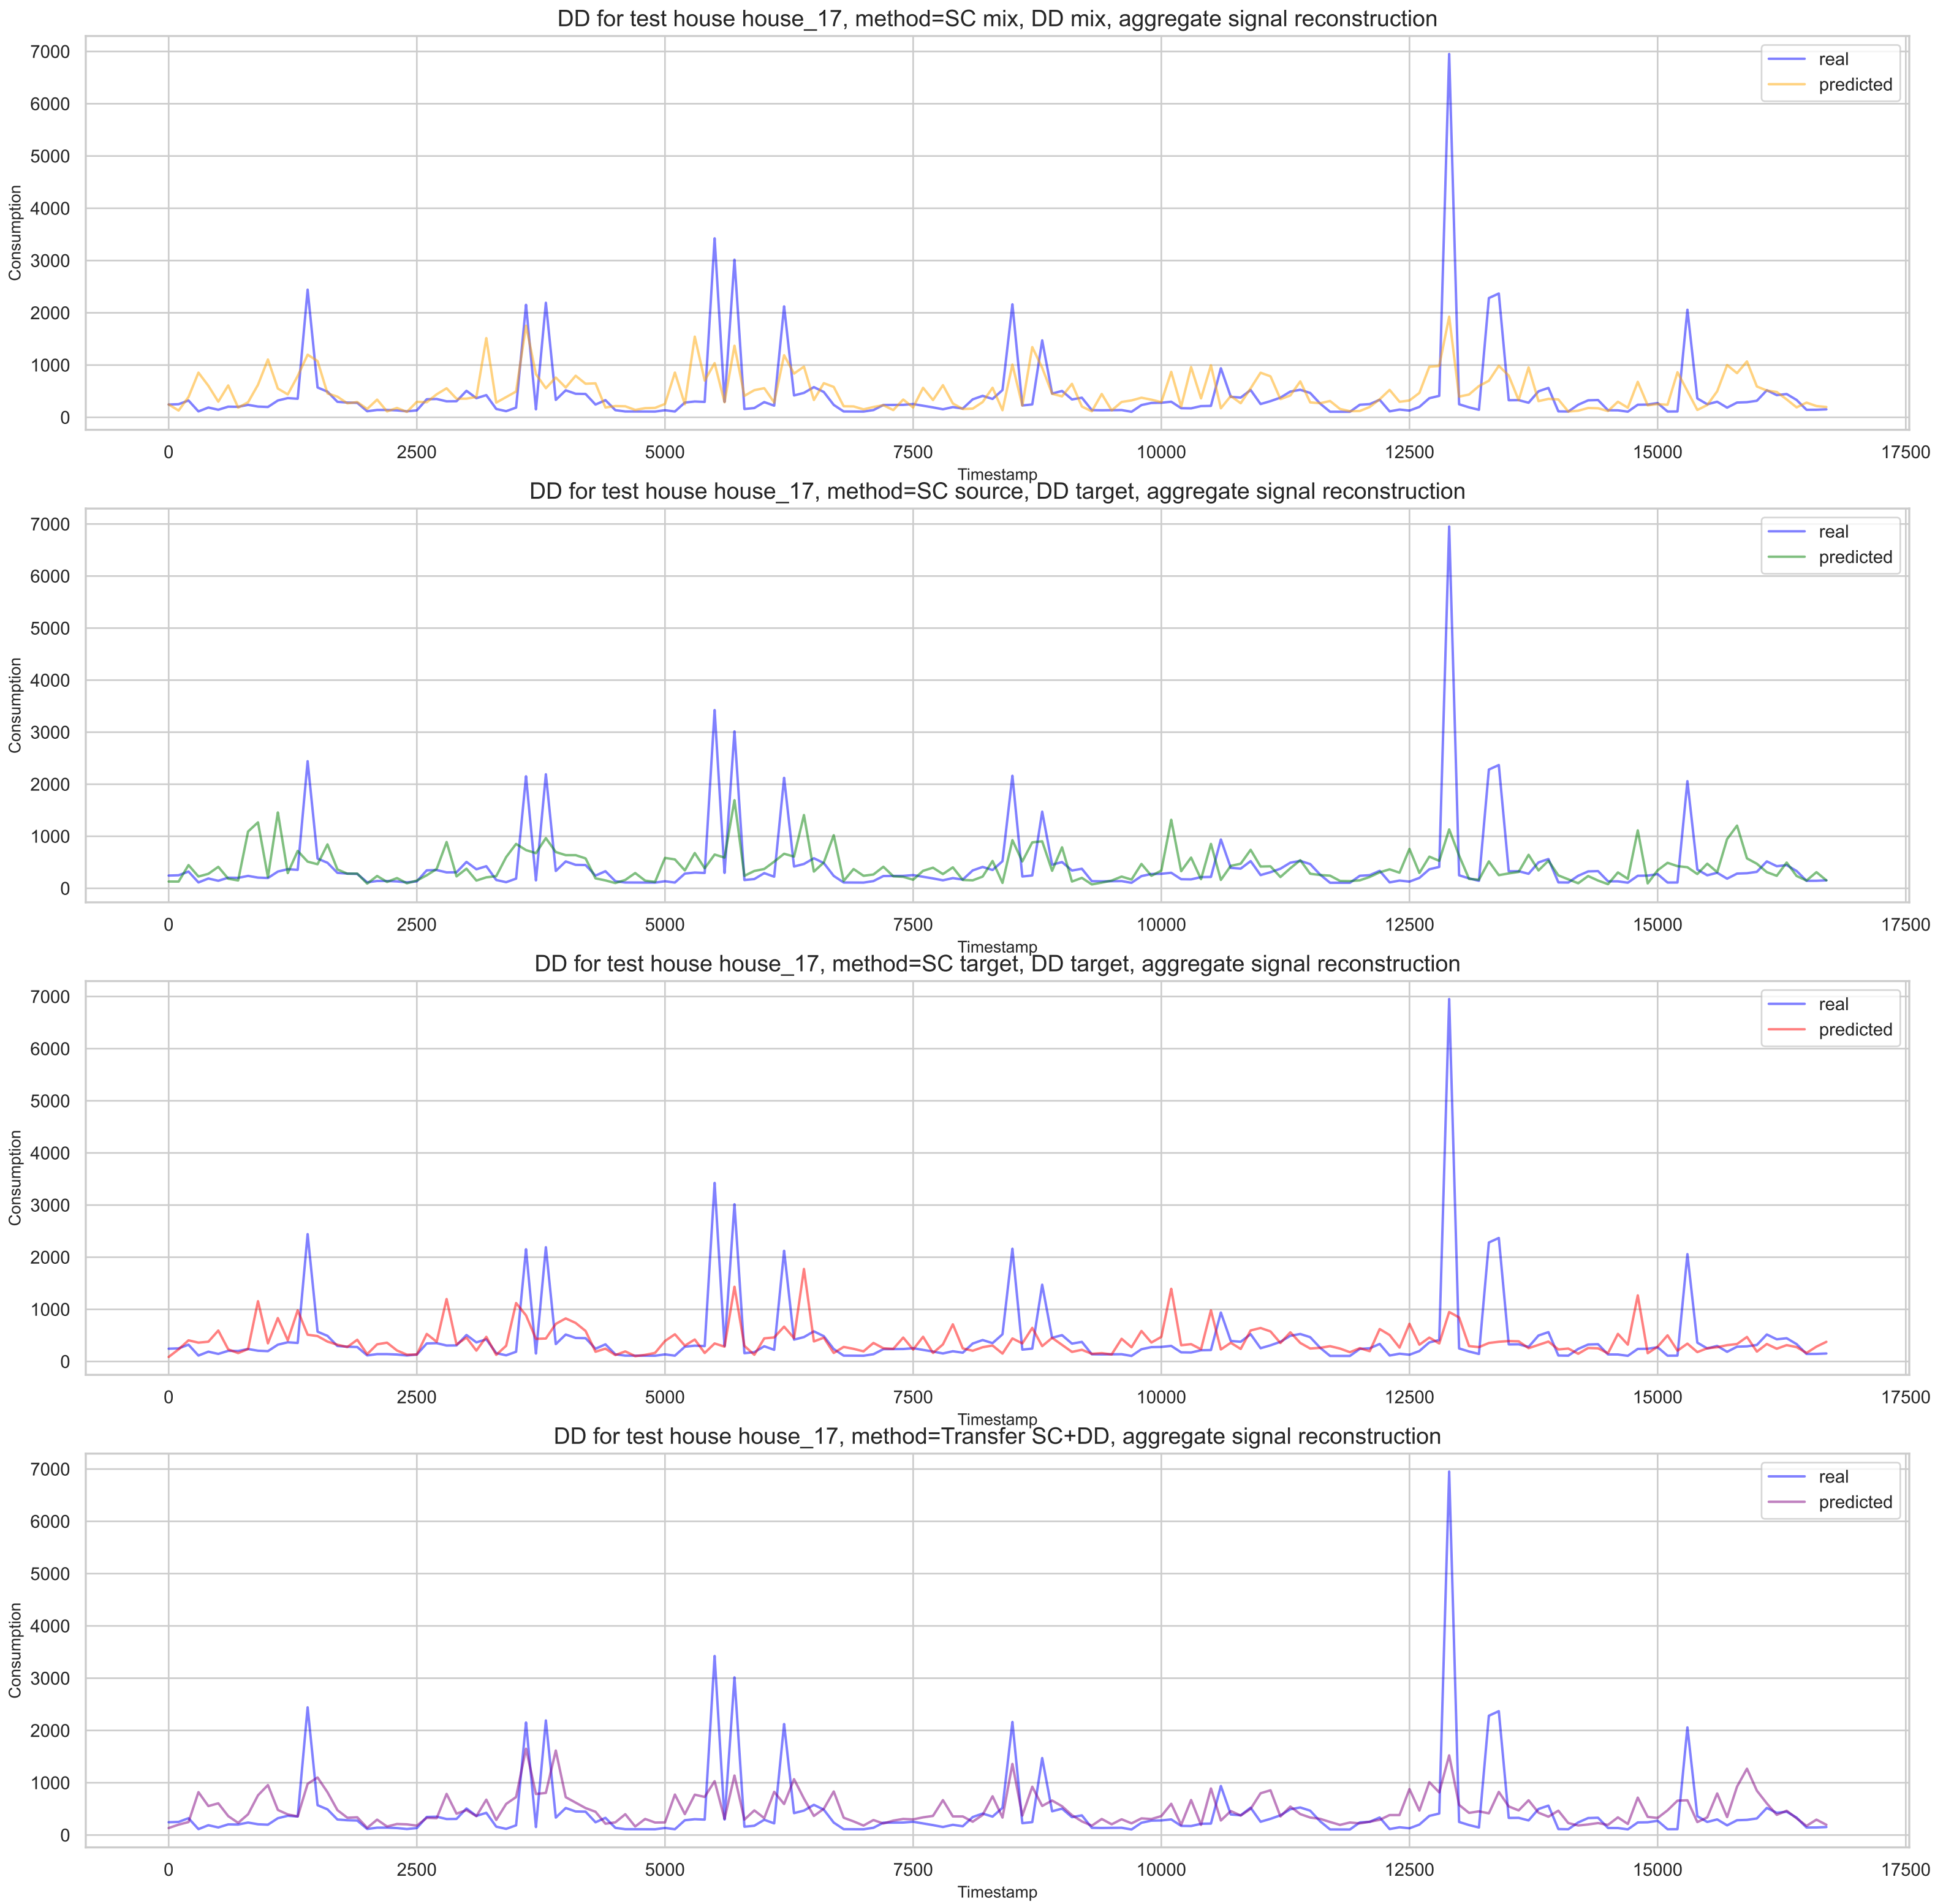 DD for test house house_17, method=SC mix, DD mix, aggregate signal reconstruction
7000
6000
5000
4000
3000
2000
1000
0
Consumption
real
predicted
0 2500 5000 7500 10000 12500 15000 17500
Timestamp
DD for test house house_17, method=SC source, DD target, aggregate signal reconstruction
7000
6000
5000
4000
3000
2000
1000
0
Consumption
real
predicted
0 2500 5000 7500 10000 12500 15000 17500
Timestamp
DD for test house house_17, method=SC target, DD target, aggregate signal reconstruction
7000
6000
5000
4000
3000
2000
1000
0
Consumption
real
predicted
0 2500 5000 7500 10000 12500 15000 17500
Timestamp
DD for test house house_17, method=Transfer SC+DD, aggregate signal reconstruction
7000
6000
5000
4000
3000
2000
1000
0
Consumption
real
predicted
0 2500 5000 7500 10000 12500 15000 17500
Timestamp